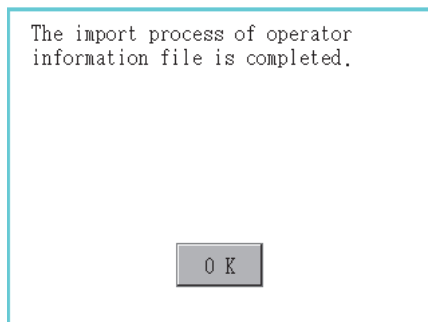 The import process of operator
information file is completed.
O K